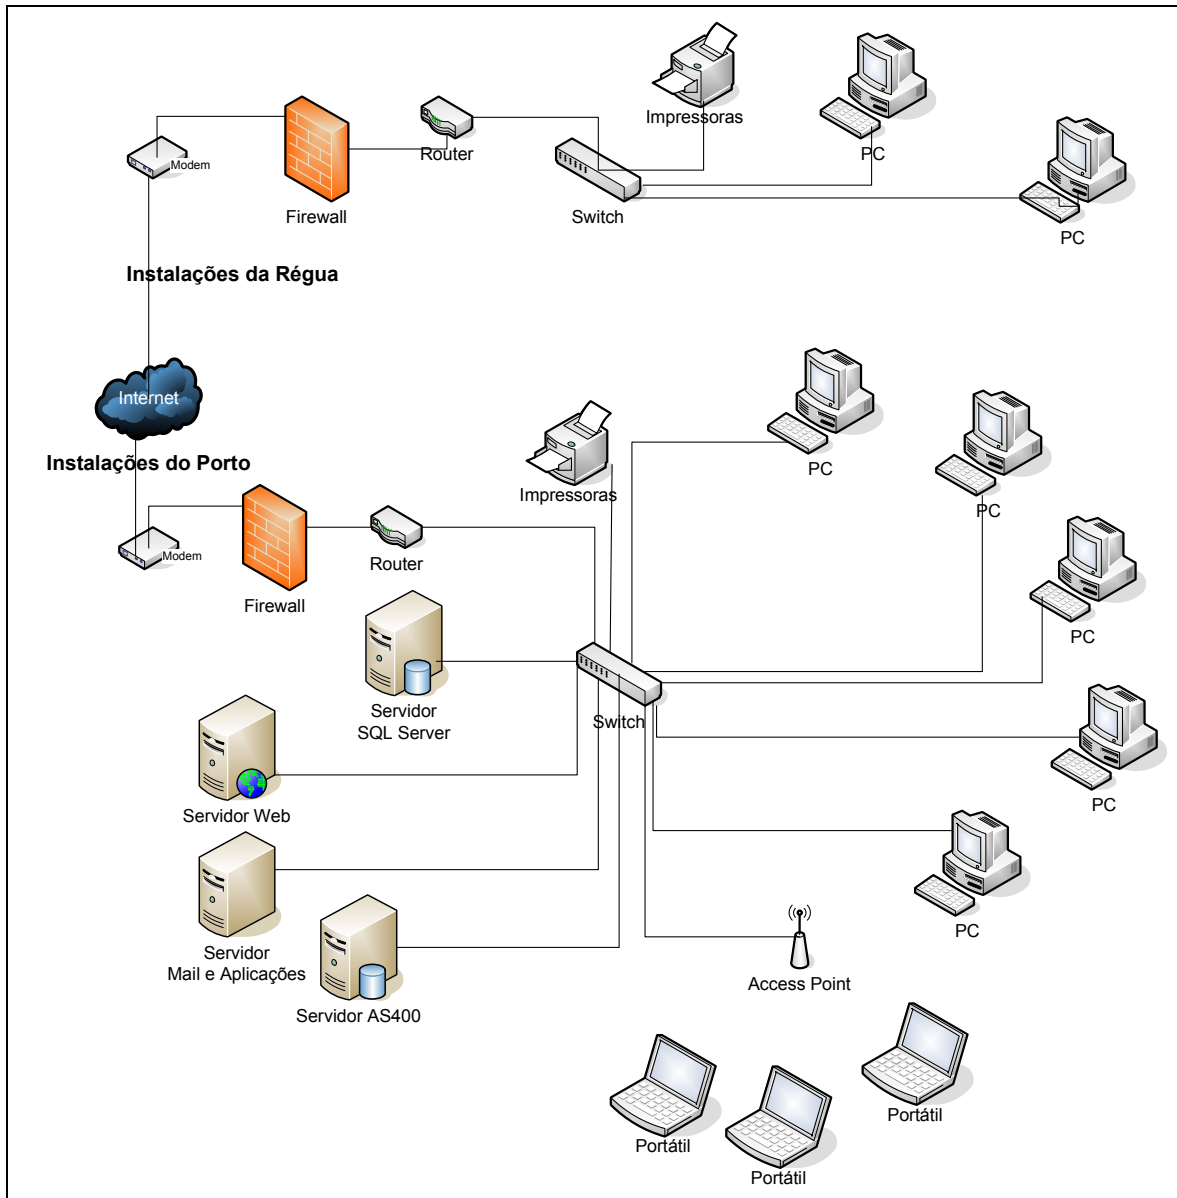 Impressoras
Modem
Router
PC
Firewall
Switch
PC
Instalações da Régua
Internet
Instalações do Porto
PC
Impressoras
PC
Modem
Router
Firewall
PC
Servidor
SQL Server
Switch
Servidor Web
PC
Servidor
Mail e Aplicações
PC
Access Point
Servidor AS400
Portátil
Portátil
Portátil